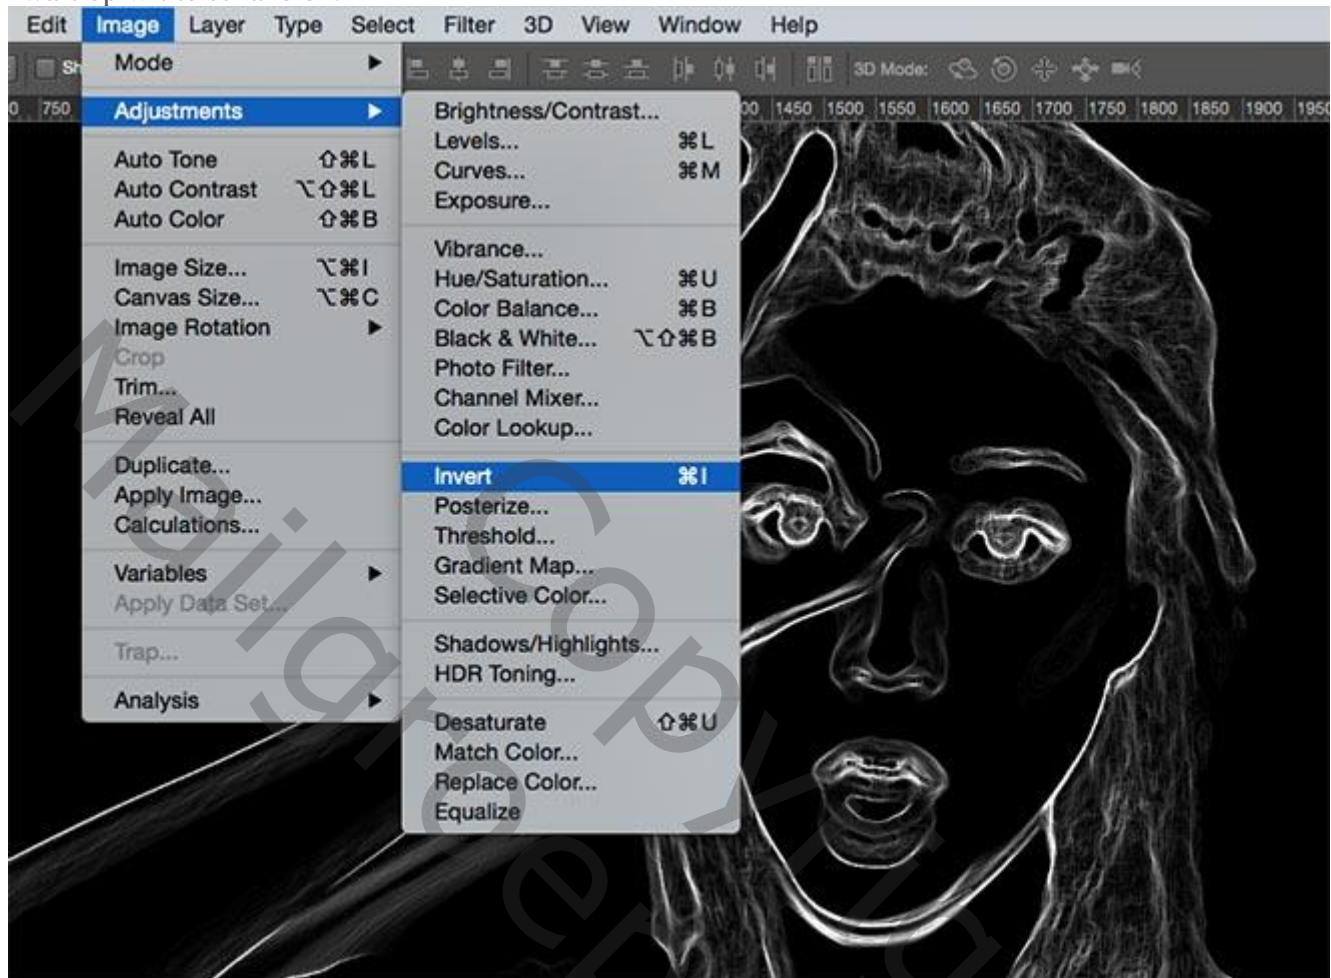 Edit Image Layer Type Select Filter 3D View Window Help
Sh 3D Mode:
0 750 00 1450 1500 1550 1600 1650 1700 1750 1800 1850 1900 1950
Mode ▶
Adjustments ▶
Auto Tone ⇧⌘L
Auto Contrast ⌥⇧⌘L
Auto Color ⇧⌘B
Image Size... ⌥⌘I
Canvas Size... ⌥⌘C
Image Rotation ▶
Crop
Trim...
Reveal All
Duplicate...
Apply Image...
Calculations...
Variables ▶
Apply Data Set...
Trap...
Analysis ▶
Brightness/Contrast...
Levels... ⌘L
Curves... ⌘M
Exposure...
Vibrance...
Hue/Saturation... ⌘U
Color Balance... ⌘B
Black & White... ⌥⇧⌘B
Photo Filter...
Channel Mixer...
Color Lookup...
Invert ⌘I
Posterize...
Threshold...
Gradient Map...
Selective Color...
Shadows/Highlights...
HDR Toning...
Desaturate ⇧⌘U
Match Color...
Replace Color...
Equalize